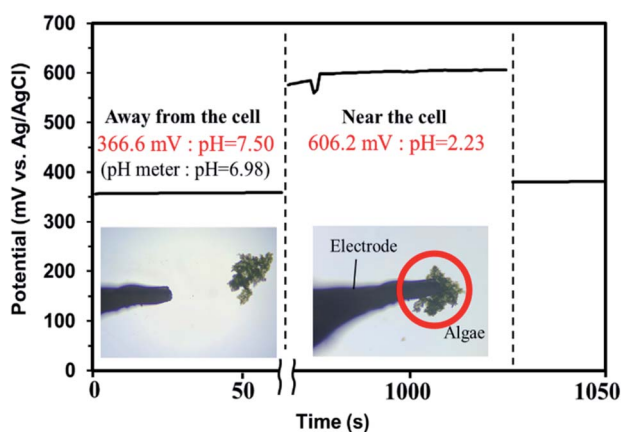 700
600
500
400
300
200
100
0
Potential (mV vs. Ag/AgCl)
Away from the cell
366.6 mV : pH=7.50
(pH meter : pH=6.98)
Near the cell
606.2 mV : pH=2.23
Electrode
Algae
0
50
1000
1050
Time (s)